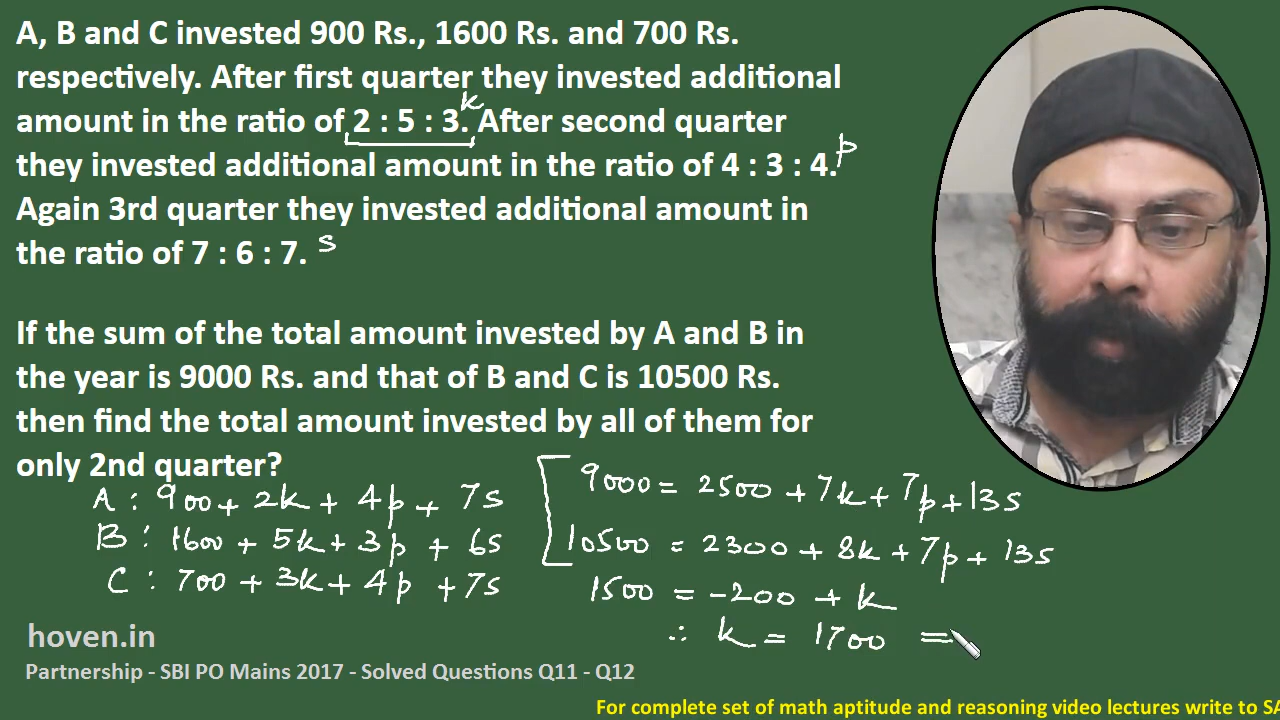 A, B and C invested 900 Rs., 1600 Rs. and 700 Rs.
respectively. After first quarter they invested additional
amount in the ratio of 2 : 5 : 3. k After second quarter
they invested additional amount in the ratio of 4 : 3 : 4. p
Again 3rd quarter they invested additional amount in
the ratio of 7 : 6 : 7. s
If the sum of the total amount invested by A and B in
the year is 9000 Rs. and that of B and C is 10500 Rs.
then find the total amount invested by all of them for
only 2nd quarter?
A : 900 + 2k + 4p + 7s
B : 1600 + 5k + 3p + 6s
C : 700 + 3k + 4p + 7s
9000 = 2500 + 7k + 7p + 13s
10500 = 2300 + 8k + 7p + 13s
1500 = -200 + k
∴ k = 1700 =
hoven.in
Partnership - SBI PO Mains 2017 - Solved Questions Q11 - Q12
For complete set of math aptitude and reasoning video lectures write to SA